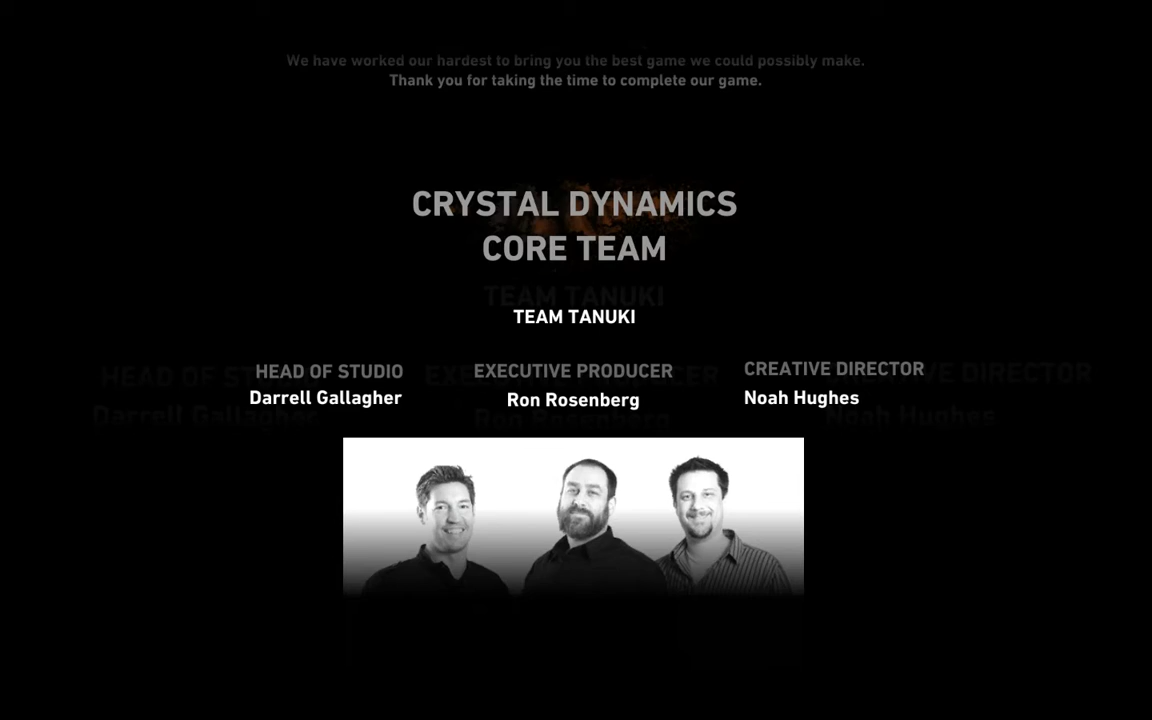 We have worked our hardest to bring you the best game we could possibly make.
Thank you for taking the time to complete our game.
CRYSTAL DYNAMICS
CORE TEAM
TEAM TANUKI
TEAM TANUKI
HEAD OF STUDIO EXECUTIVE PRODUCER CREATIVE DIRECTOR
Darrell Gallagher Ron Rosenberg Noah Hughes